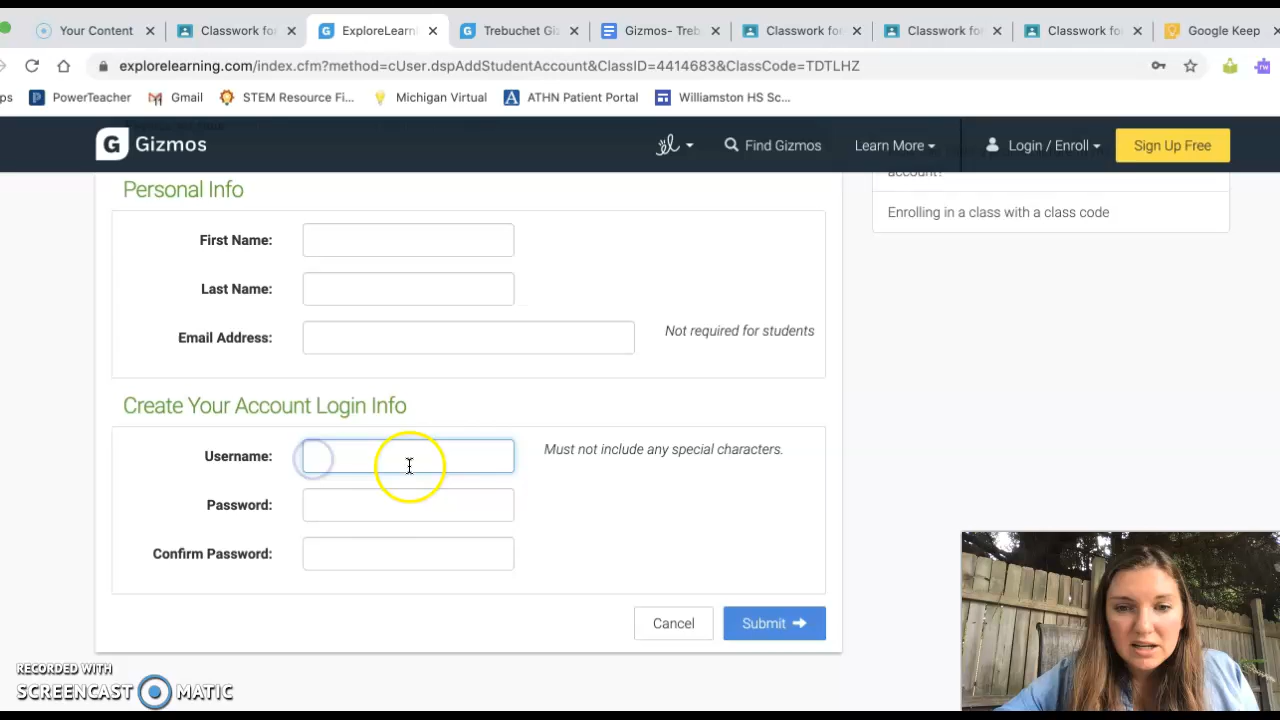 Your Content
Classwork fo
ExploreLearn
Trebuchet Gi
Gizmos- Treb
Classwork for
Classwork fo
Classwork fo
Google Keep
explorelearning.com/index.cfm?method=cUser.dspAddStudentAccount&ClassID=4414683&ClassCode=TDTLHZ
ps PowerTeacher Gmail STEM Resource Fi... Michigan Virtual ATHN Patient Portal Williamston HS Sc...
G Gizmos
Find Gizmos
Learn More
Login / Enroll
Sign Up Free
account?
Enrolling in a class with a class code
Personal Info
First Name:
Last Name:
Email Address:
Not required for students
Create Your Account Login Info
Username:
Must not include any special characters.
Password:
Confirm Password:
Cancel
Submit
RECORDED WITH
SCREENCAST MATIC